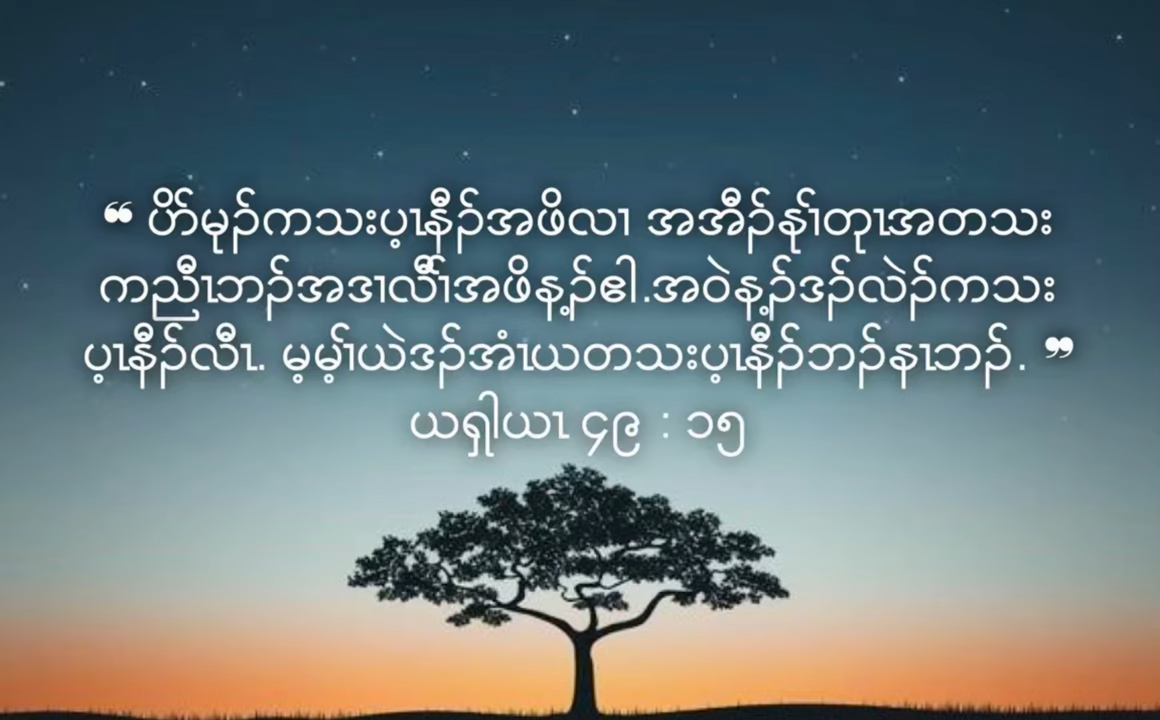 ❝ ပိာ်မုၣ်ကသးပ့ၤနီၣ်အဖိလၢ အအီၣ်နုၢ်တုၤအတသး
ကညီၤဘၣ်အဒၢလီၢ်အဖိန့ၣ်ဧါ.အဝဲန့ၣ်ဒၣ်လဲၣ်ကသး
ပ့ၤနီၣ်လီၤ. မ့မ့ၢ်ယဲဒၣ်အံၤယတသးပ့ၤနီၣ်ဘၣ်နၤဘၣ်. ❞
ယရှါယၤ ၄၉ : ၁၅